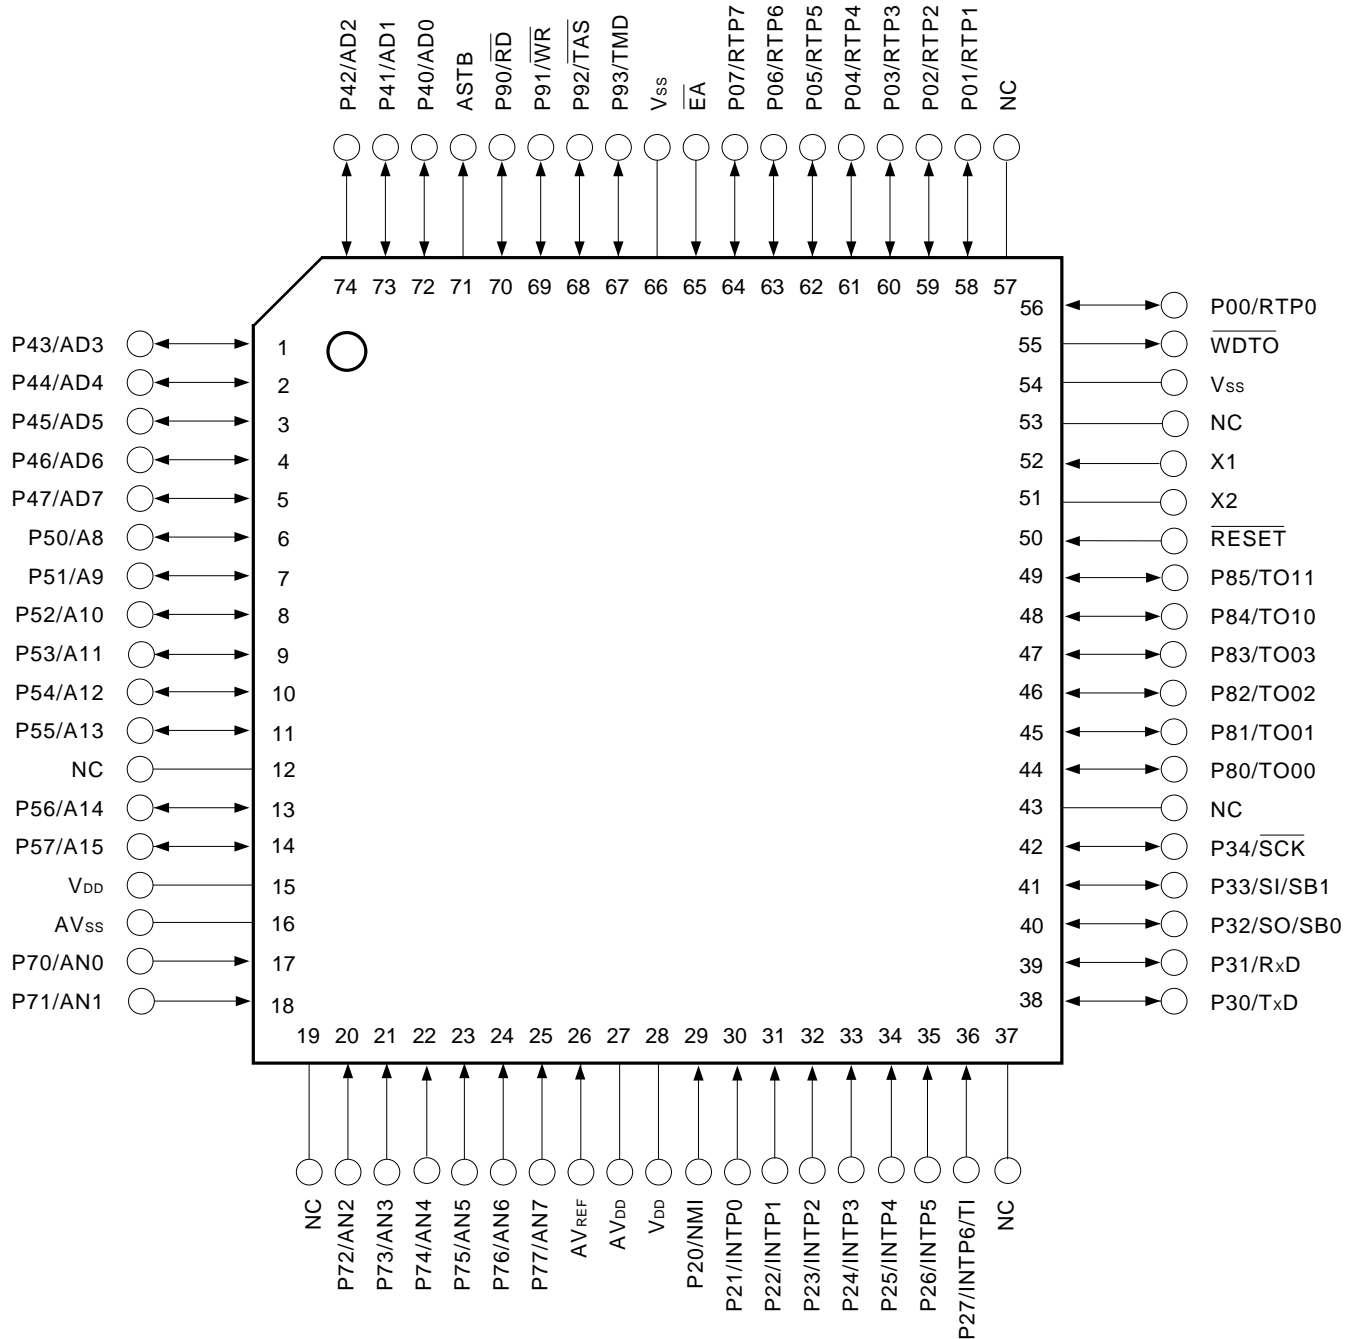 P42/AD2
P41/AD1
P40/AD0
ASTB
P90/R̅D̅
P91/W̅R̅
P92/T̅A̅S̅
P93/TMD
Vss
E̅A̅
P07/RTP7
P06/RTP6
P05/RTP5
P04/RTP4
P03/RTP3
P02/RTP2
P01/RTP1
NC
74 73 72 71 70 69 68 67 66 65 64 63 62 61 60 59 58 57
P43/AD3 1
P44/AD4 2
P45/AD5 3
P46/AD6 4
P47/AD7 5
P50/A8 6
P51/A9 7
P52/A10 8
P53/A11 9
P54/A12 10
P55/A13 11
NC 12
P56/A14 13
P57/A15 14
VDD 15
AVss 16
P70/AN0 17
P71/AN1 18
56 P00/RTP0
55 W̅D̅T̅O̅
54 Vss
53 NC
52 X1
51 X2
50 R̅E̅S̅E̅T̅
49 P85/TO11
48 P84/TO10
47 P83/TO03
46 P82/TO02
45 P81/TO01
44 P80/TO00
43 NC
42 P34/S̅C̅K̅
41 P33/SI/SB1
40 P32/SO/SB0
39 P31/RxD
38 P30/TxD
19 20 21 22 23 24 25 26 27 28 29 30 31 32 33 34 35 36 37
NC
P72/AN2
P73/AN3
P74/AN4
P75/AN5
P76/AN6
P77/AN7
AVREF
AVDD
VDD
P20/NMI
P21/INTP0
P22/INTP1
P23/INTP2
P24/INTP3
P25/INTP4
P26/INTP5
P27/INTP6/TI
NC